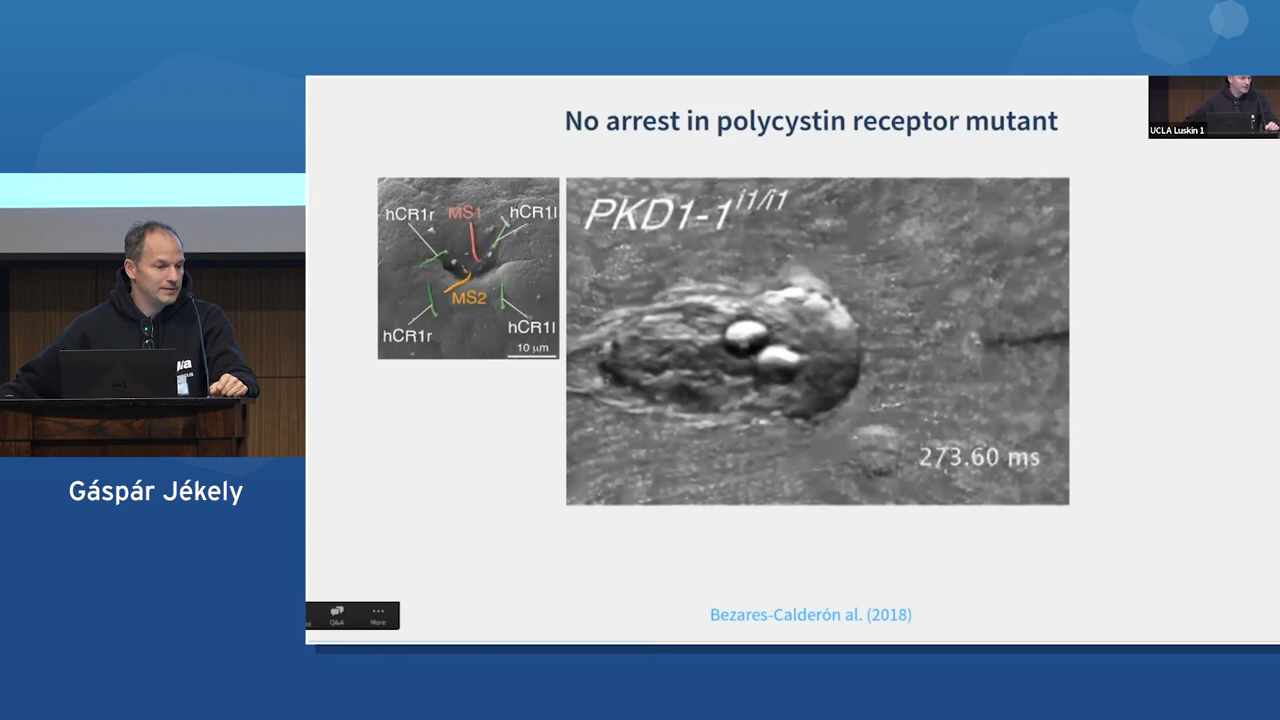 No arrest in polycystin receptor mutant
UCLA Luskin 1
hCR1r
MS1
hCR1l
MS2
hCR1r
hCR1l
10 µm
PKD1-1^i1/i1
273.60 ms
Gáspár Jékely
Q&A
More
Bezares-Calderón al. (2018)